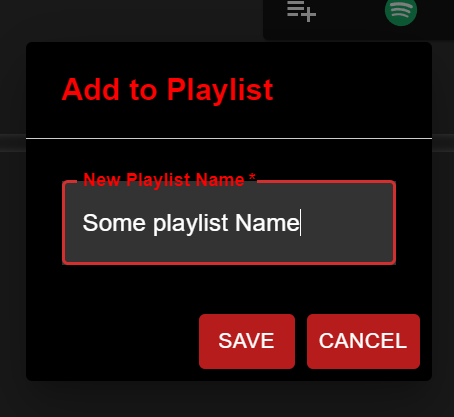 Add to Playlist
New Playlist Name *
Some playlist Name
SAVE CANCEL